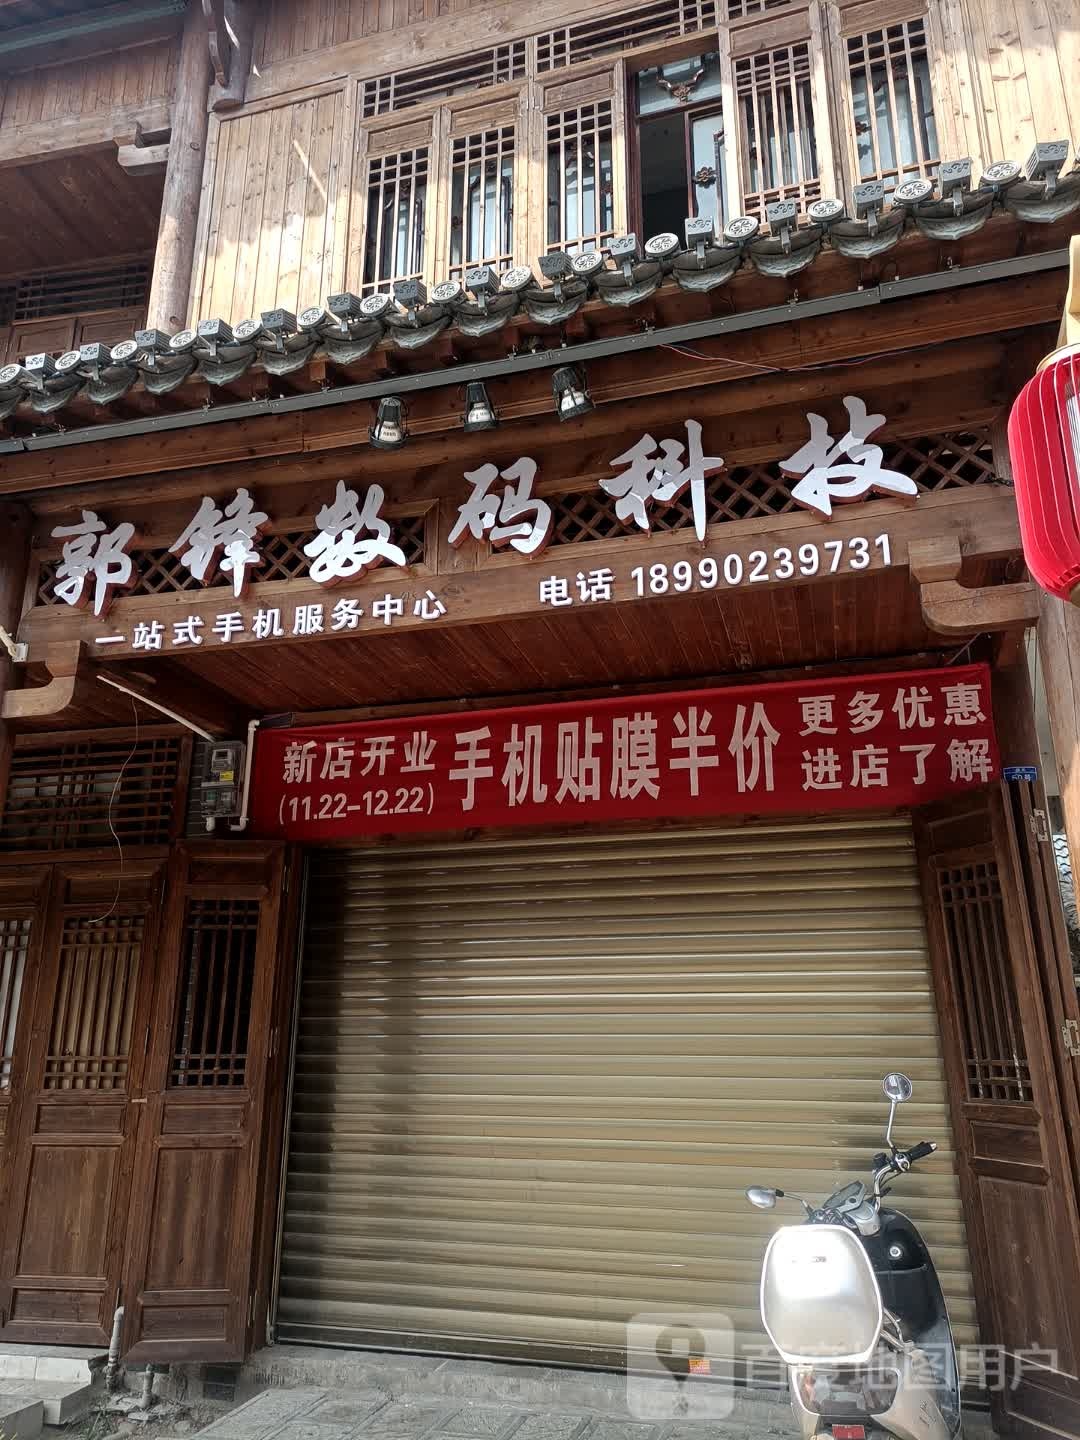 郭锋数码科技
一站式手机服务中心 电话 18990239731
新店开业 手机贴膜半价 更多优惠
(11.22-12.22) 进店了解
百度地图用户